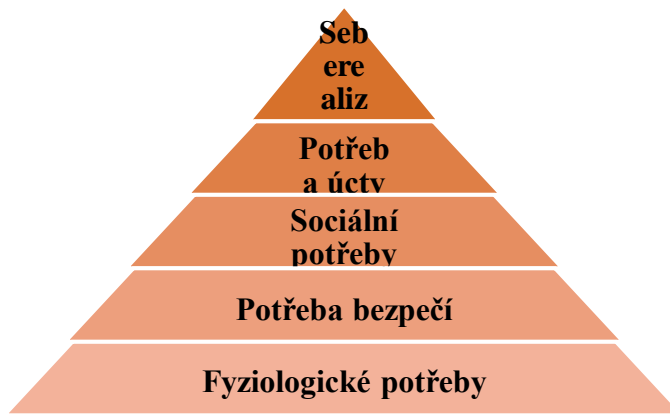 Seb
ere
aliz
Potřeb
a úcty
Sociální
potřeby
Potřeba bezpečí
Fyziologické potřeby